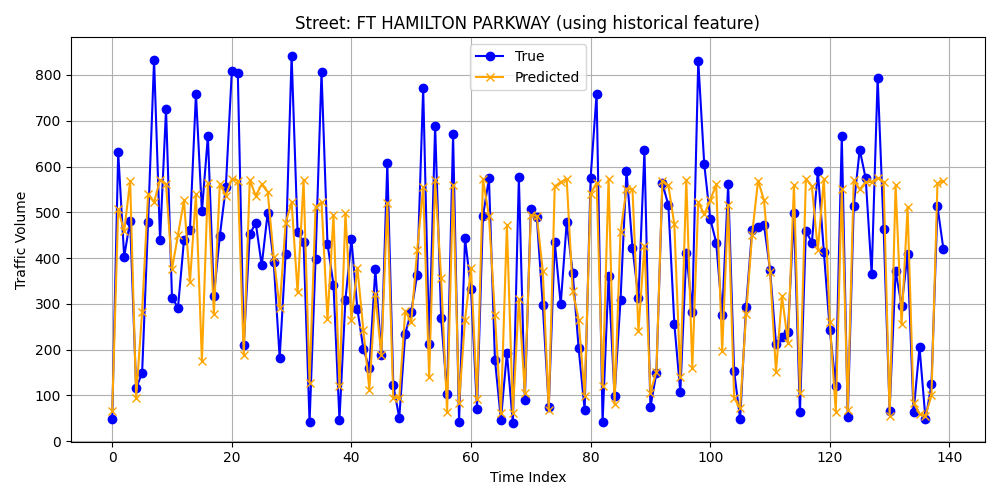 Street: FT HAMILTON PARKWAY (using historical feature)
True
Predicted
Traffic Volume
800
700
600
500
400
300
200
100
0
0 20 40 60 80 100 120 140
Time Index